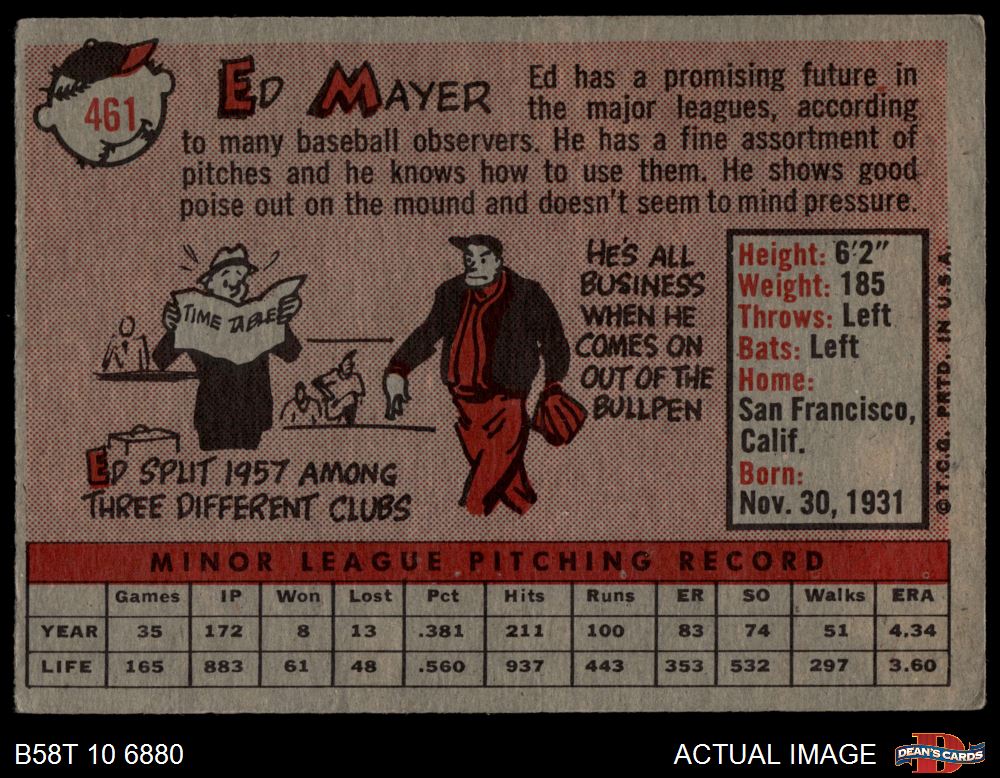 461
ED MAYER
Ed has a promising future in
the major leagues, according
to many baseball observers. He has a fine assortment of
pitches and he knows how to use them. He shows good
poise out on the mound and doesn't seem to mind pressure.
TIME TABLE
ED SPLIT 1957 AMONG
THREE DIFFERENT CLUBS
HE'S ALL
BUSINESS
WHEN HE
COMES ON
OUT OF THE
BULLPEN
Height: 6'2"
Weight: 185
Throws: Left
Bats: Left
Home:
San Francisco,
Calif.
Born:
Nov. 30, 1931
© T.C.G. PRTD. IN U.S.A.
MINOR LEAGUE PITCHING RECORD
Games IP Won Lost Pct Hits Runs ER SO Walks ERA
YEAR 35 172 8 13 .381 211 100 83 74 51 4.34
LIFE 165 883 61 48 .560 937 443 353 532 297 3.60
B58T 10 6880
ACTUAL IMAGE
D
DEAN'S CARDS